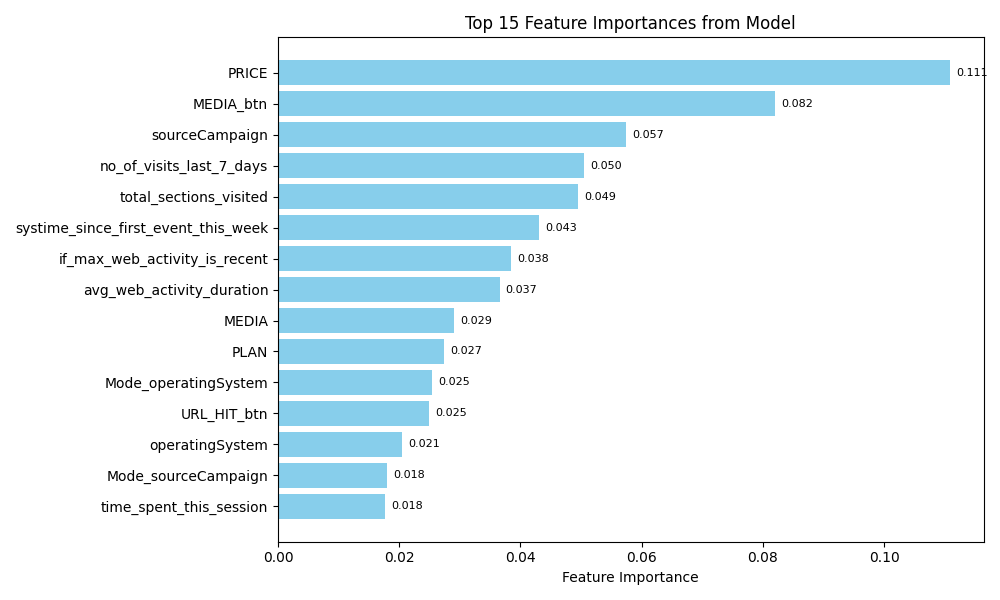 Top 15 Feature Importances from Model
PRICE 0.111
MEDIA_btn 0.082
sourceCampaign 0.057
no_of_visits_last_7_days 0.050
total_sections_visited 0.049
systime_since_first_event_this_week 0.043
if_max_web_activity_is_recent 0.038
avg_web_activity_duration 0.037
MEDIA 0.029
PLAN 0.027
Mode_operatingSystem 0.025
URL_HIT_btn 0.025
operatingSystem 0.021
Mode_sourceCampaign 0.018
time_spent_this_session 0.018
0.00 0.02 0.04 0.06 0.08 0.10
Feature Importance